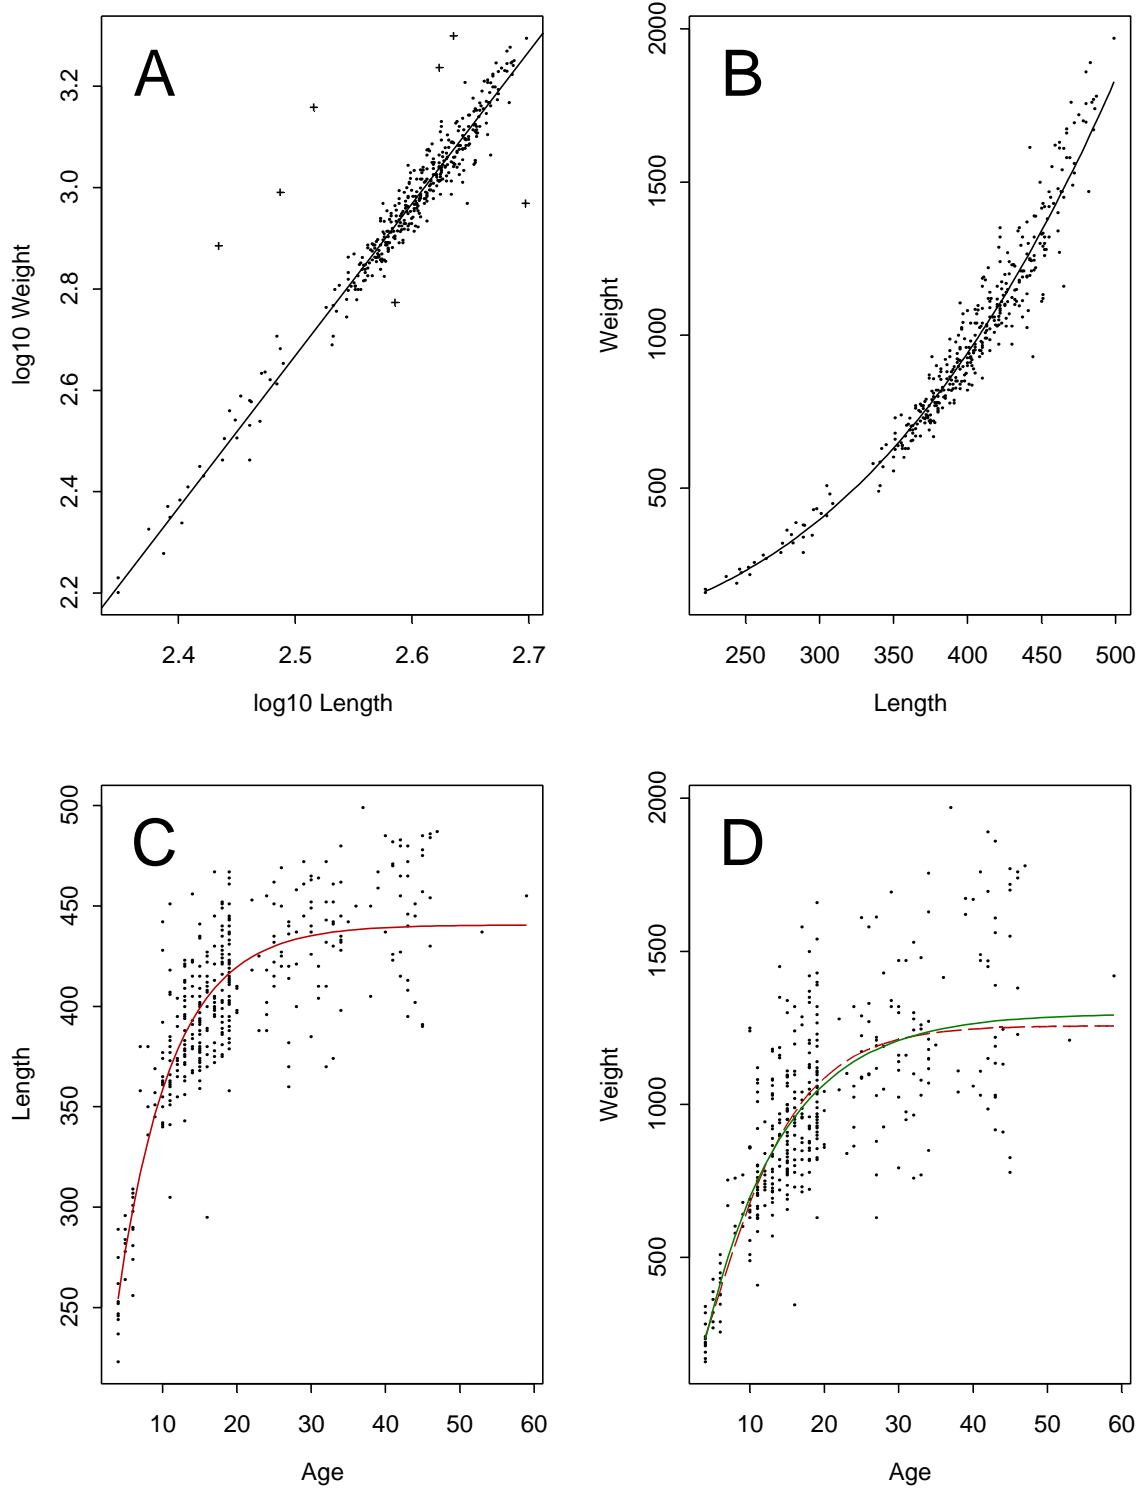 A
3.2
3.0
2.8
2.6
2.4
2.2
log10 Weight
2.4 2.5 2.6 2.7
log10 Length
B
2000
1500
1000
500
Weight
250 300 350 400 450 500
Length
C
500
450
400
350
300
250
Length
10 20 30 40 50 60
Age
D
2000
1500
1000
500
Weight
10 20 30 40 50 60
Age